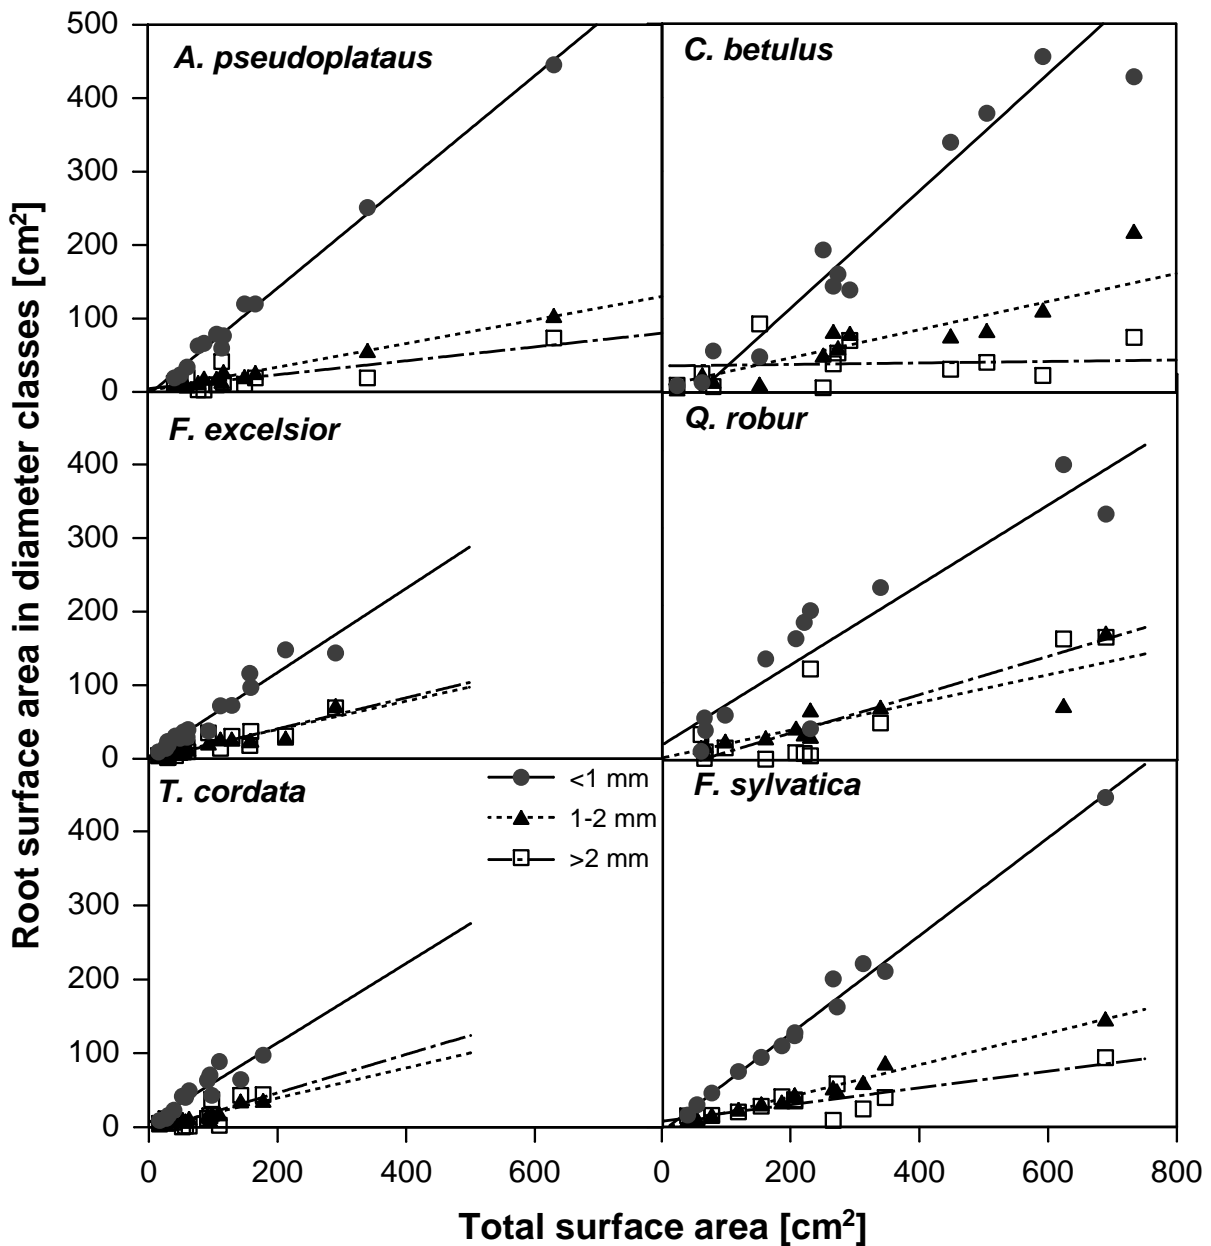 500
400
300
200
100
0
400
300
200
100
0
400
300
200
100
0
A. pseudoplataus
C. betulus
F. excelsior
Q. robur
T. cordata
<1 mm
1-2 mm
>2 mm
F. sylvatica
0
200
400
600
0
200
400
600
800
Total surface area [cm²]
Root surface area in diameter classes [cm²]